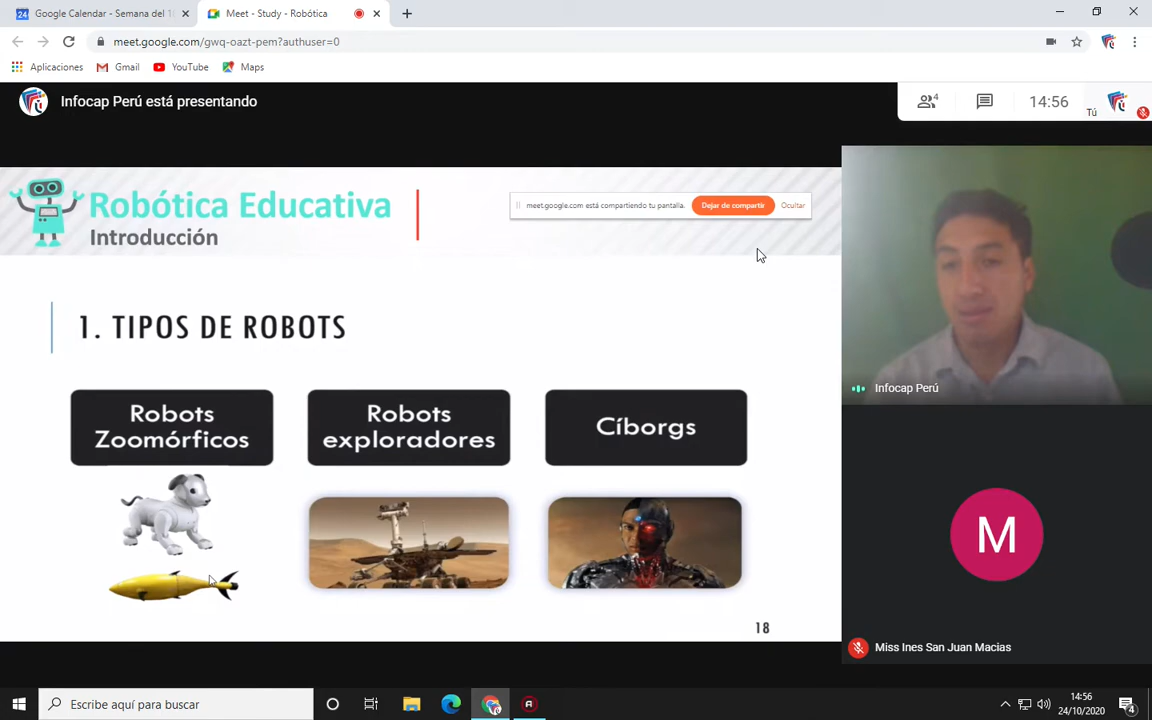 Google Calendar - Semana del 1
Meet - Study - Robótica
meet.google.com/gwq-oazt-pem?authuser=0
Aplicaciones
Gmail
YouTube
Maps
Infocap Perú está presentando
4
14:56
Tú
Robótica Educativa
Introducción
meet.google.com está compartiendo tu pantalla.
Dejar de compartir
Ocultar
1. TIPOS DE ROBOTS
Robots
Zoomórficos
Robots
exploradores
Cíborgs
18
Infocap Perú
M
Miss Ines San Juan Macias
Escribe aquí para buscar
14:56
24/10/2020
4